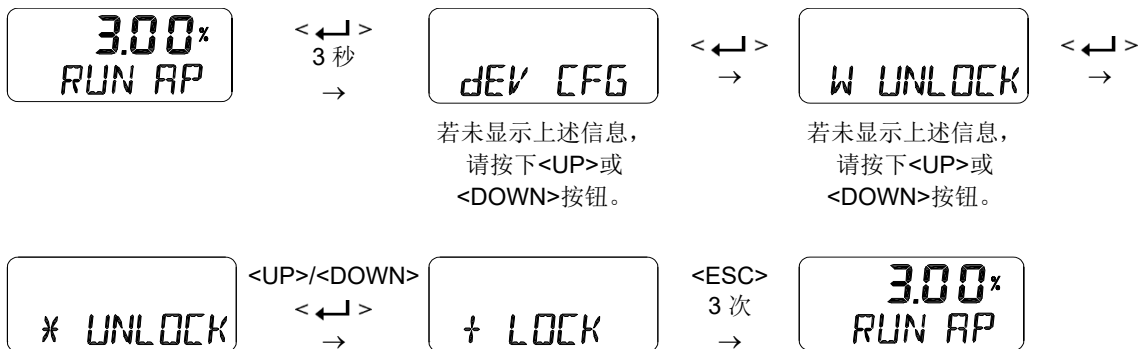 3.00%
RUN AP
<↵>
3 秒
→
dEV CFG
若未显示上述信息，
请按下<UP>或
<DOWN>按钮。
<↵>
→
W UNLOCK
若未显示上述信息，
请按下<UP>或
<DOWN>按钮。
<↵>
→
* UNLOCK
<UP>/<DOWN>
<↵>
→
+ LOCK
<ESC>
3 次
→
3.00%
RUN AP